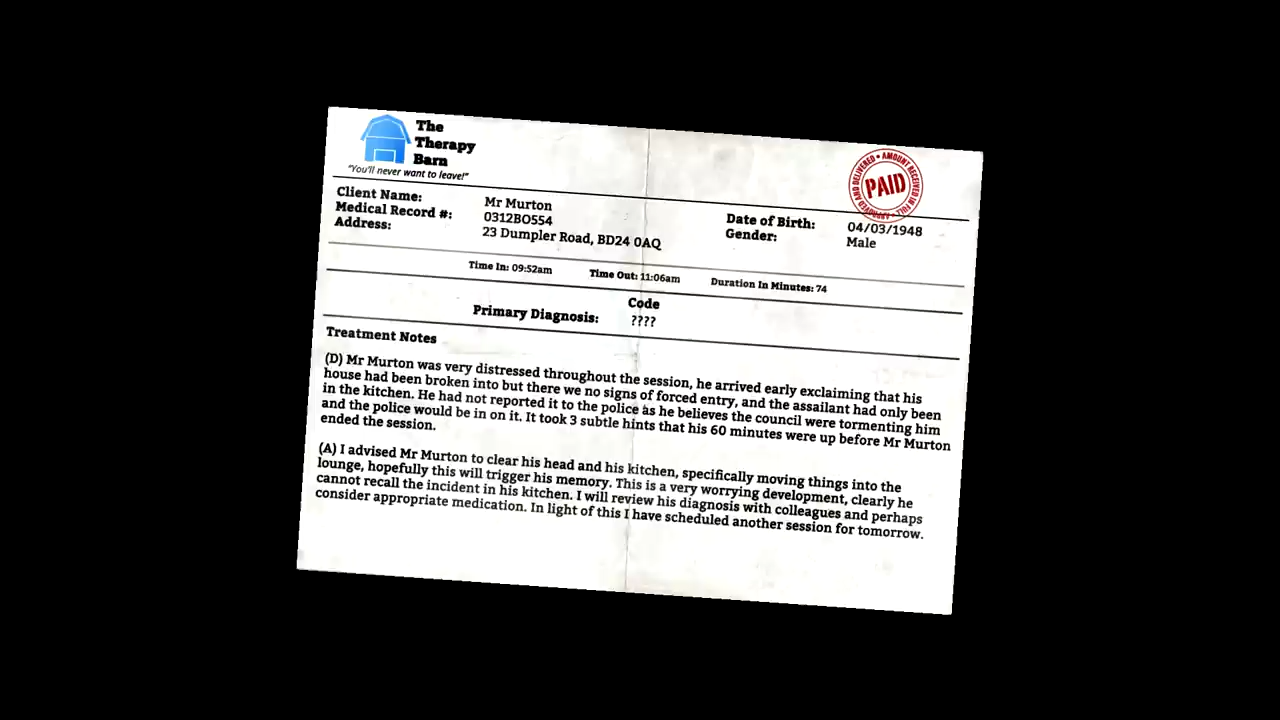 The
Therapy
Barn
"You'll never want to leave!"
AMOUNT RECEIVED IN FULL • APPROVED AND DELIVERED •
PAID
Client Name: Mr Murton
Medical Record #: 0312BO554
Address: 23 Dumpler Road, BD24 0AQ
Date of Birth: 04/03/1948
Gender: Male
Time In: 09:52am Time Out: 11:06am Duration In Minutes: 74
Code
Primary Diagnosis: ????
Treatment Notes
(D) Mr Murton was very distressed throughout the session, he arrived early exclaiming that his
house had been broken into but there we no signs of forced entry, and the assailant had only been
in the kitchen. He had not reported it to the police as he believes the council were tormenting him
and the police would be in on it. It took 3 subtle hints that his 60 minutes were up before Mr Murton
ended the session.
(A) I advised Mr Murton to clear his head and his kitchen, specifically moving things into the
lounge, hopefully this will trigger his memory. This is a very worrying development, clearly he
cannot recall the incident in his kitchen. I will review his diagnosis with colleagues and perhaps
consider appropriate medication. In light of this I have scheduled another session for tomorrow.